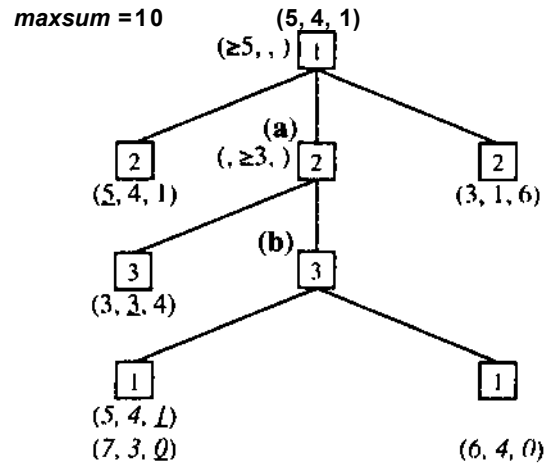 maxsum =10
(5, 4, 1)
(≥5, , ) 1
(a)
2 (, ≥3, ) 2 2
(5, 4, 1) (3, 1, 6)
(b)
3 3
(3, 3, 4)
1 1
(5, 4, 1)
(7, 3, 0) (6, 4, 0)